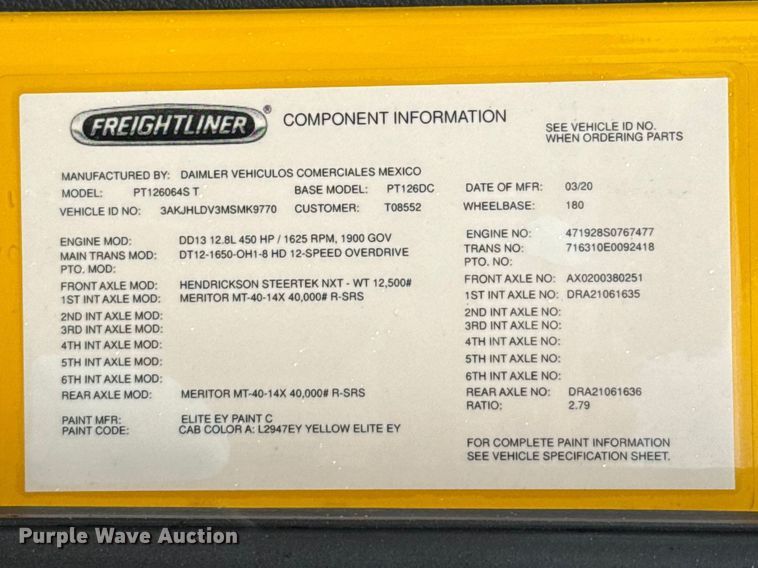 FREIGHTLINER® COMPONENT INFORMATION
SEE VEHICLE ID NO.
WHEN ORDERING PARTS
MANUFACTURED BY: DAIMLER VEHICULOS COMERCIALES MEXICO
MODEL: PT126064S T BASE MODEL: PT126DC DATE OF MFR: 03/20
VEHICLE ID NO: 3AKJHLDV3MSMK9770 CUSTOMER: T08552 WHEELBASE: 180
ENGINE MOD: DD13 12.8L 450 HP / 1625 RPM, 1900 GOV ENGINE NO: 471928S0767477
MAIN TRANS MOD: DT12-1650-OH1-8 HD 12-SPEED OVERDRIVE TRANS NO: 716310E0092418
PTO. MOD: PTO. NO:
FRONT AXLE MOD: HENDRICKSON STEERTEK NXT - WT 12,500# FRONT AXLE NO: AX0200380251
1ST INT AXLE MOD: MERITOR MT-40-14X 40,000# R-SRS 1ST INT AXLE NO: DRA21061635
2ND INT AXLE MOD: 2ND INT AXLE NO:
3RD INT AXLE MOD: 3RD INT AXLE NO:
4TH INT AXLE MOD: 4TH INT AXLE NO:
5TH INT AXLE MOD: 5TH INT AXLE NO:
6TH INT AXLE MOD: 6TH INT AXLE NO:
REAR AXLE MOD: MERITOR MT-40-14X 40,000# R-SRS REAR AXLE NO: DRA21061636
RATIO: 2.79
PAINT MFR: ELITE EY PAINT C
PAINT CODE: CAB COLOR A: L2947EY YELLOW ELITE EY
FOR COMPLETE PAINT INFORMATION
SEE VEHICLE SPECIFICATION SHEET.
Purple Wave Auction